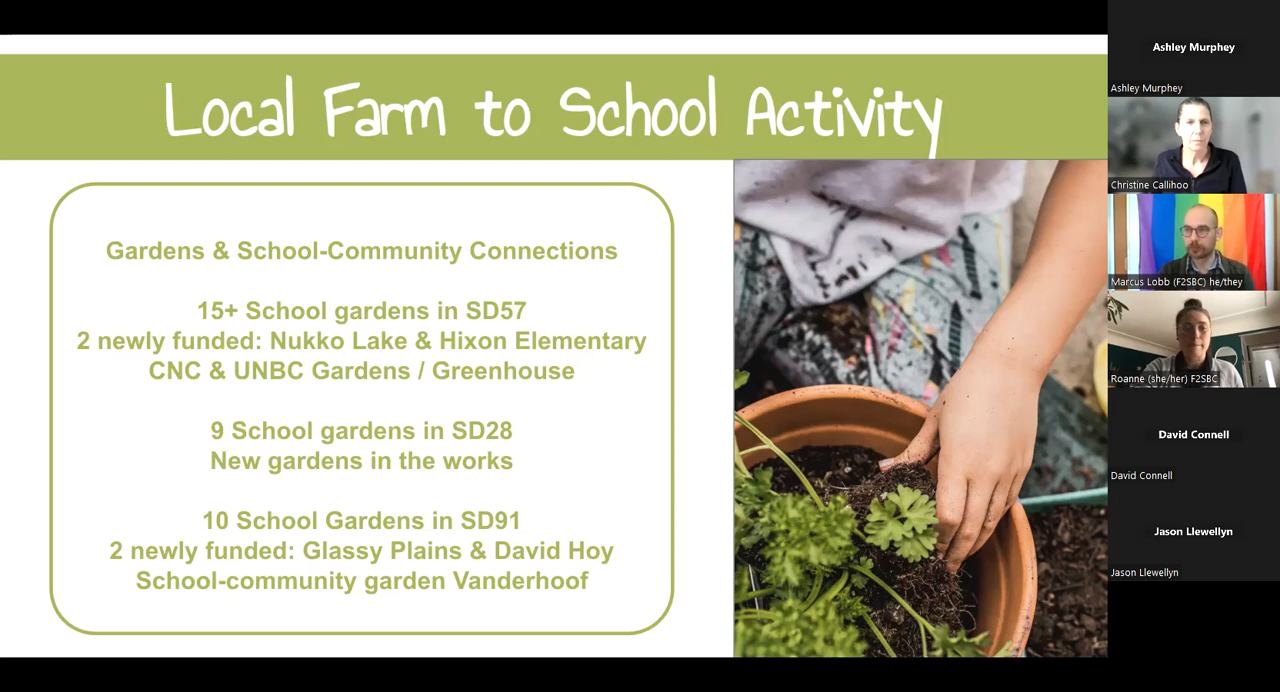 Local Farm to School Activity
Gardens & School-Community Connections
15+ School gardens in SD57
2 newly funded: Nukko Lake & Hixon Elementary
CNC & UNBC Gardens / Greenhouse
9 School gardens in SD28
New gardens in the works
10 School Gardens in SD91
2 newly funded: Glassy Plains & David Hoy
School-community garden Vanderhoof
Ashley Murphey
Ashley Murphey
Christine Callihoo
Marcus Lobb (F2SBC) he/they
Roanne (she/her) F2SBC
David Connell
David Connell
Jason Llewellyn
Jason Llewellyn